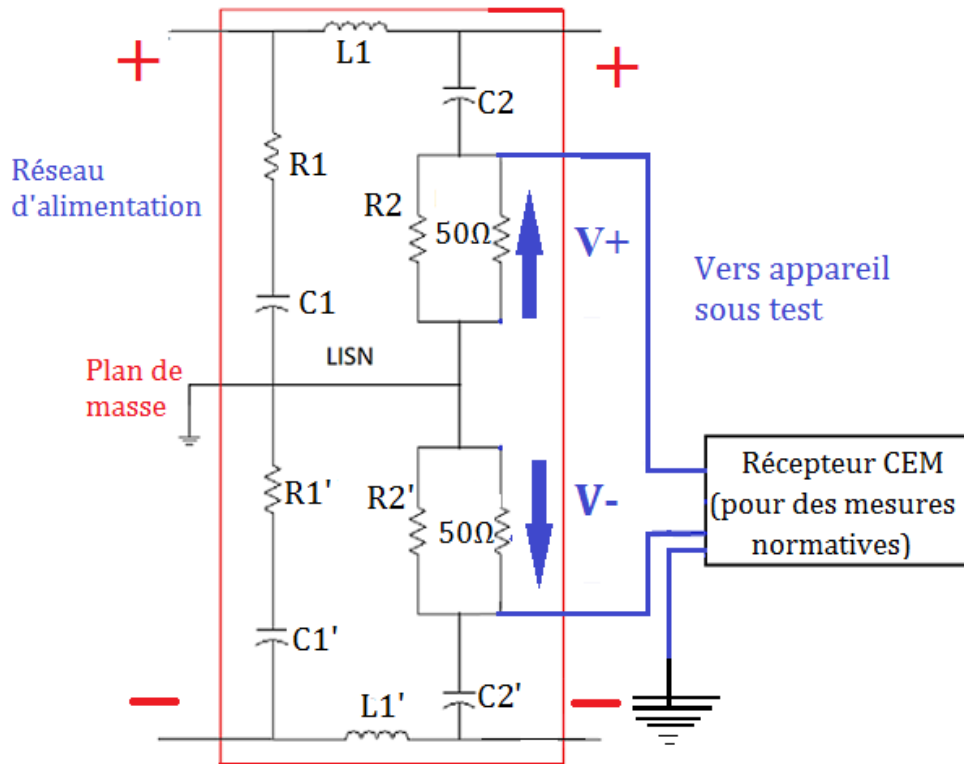 +
L1
+
C2
Réseau
d'alimentation
R1
R2
50Ω
V+
Vers appareil
sous test
C1
LISN
Plan de
masse
R1'
R2'
50Ω
V-
Récepteur CEM
(pour des mesures
normatives)
C1'
L1'
C2'
−
−